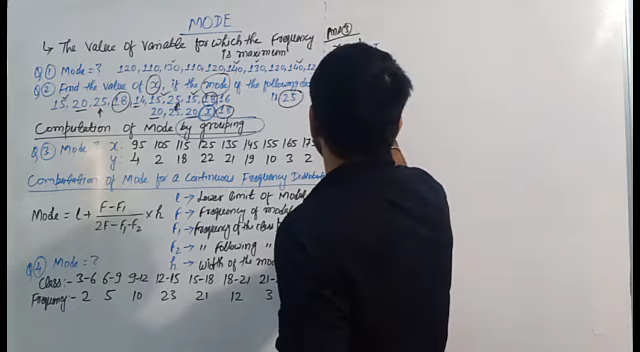 MODE
↳ The value of variable for which the Frequency
is maximum
Q① Mode = ? 120, 110, 130, 110, 120, 140, 130, 120, 140, 12
Q② Find the value of x, if the mode of the following da
is 25
15, 20, 25, 18, 14, 15, 25, 15, 16
20, 25, 20, x, 18
Computation of Mode by grouping
Q③ Mode ? x. 95 105 115 125 135 145 155 165 175
y: 4 2 18 22 21 19 10 3 2
Computation of Mode for a Continuous Frequency Distribut
Mode = l + F-F₁ / 2F-F₁-F₂ × h
l → Lower limit of Modal
F → Frequency of modal
F₁ → Frequency of the class
F₂ → " Following "
h → Width of the mod
Q④ Mode = ?
Class:- 3-6 6-9 9-12 12-15 15-18 18-21 21-2
Frequency:- 2 5 10 23 21 12 3